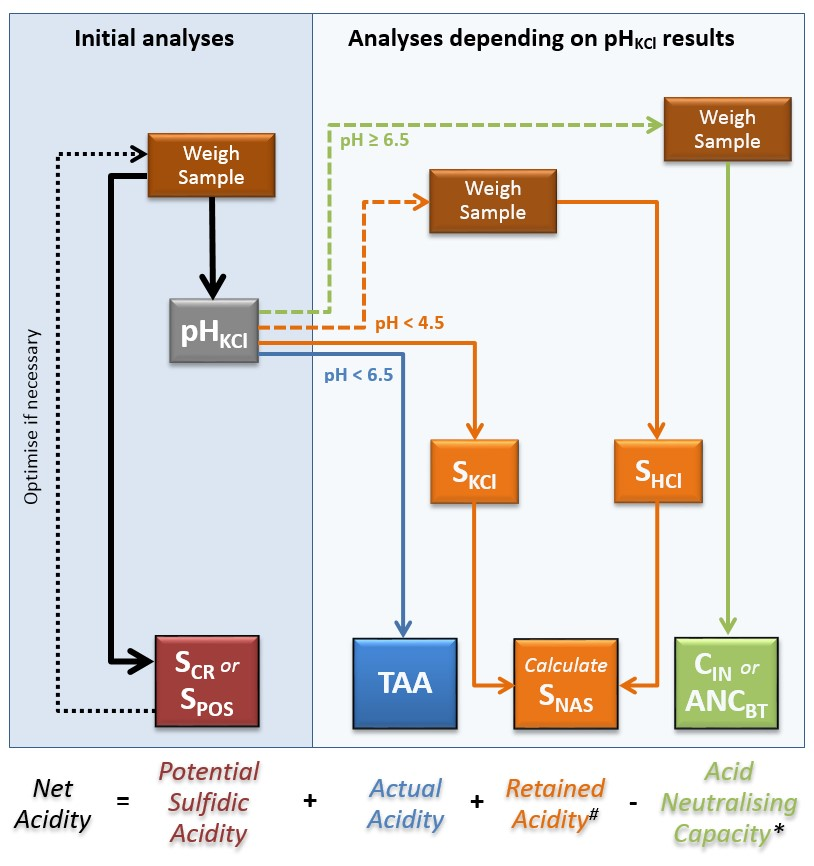 Initial analyses
Analyses depending on pHKCl results
Weigh
Sample
pH ≥ 6.5
Weigh
Sample
Weigh
Sample
pHKCl
pH < 4.5
pH < 6.5
Optimise if necessary
SKCl
SHCl
SCR or
SPOS
TAA
Calculate
SNAS
CIN or
ANCBT
Net
Acidity
=
Potential
Sulfidic
Acidity
+
Actual
Acidity
+
Retained
Acidity#
-
Acid
Neutralising
Capacity*